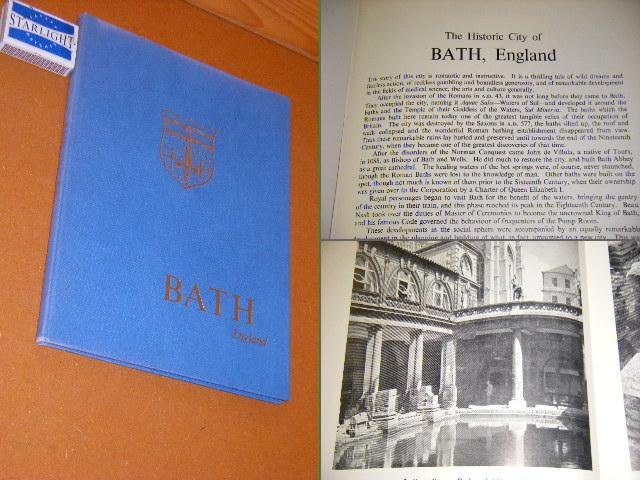 STARLIGHT
BATH
England
The Historic City of
BATH, England
The story of this city is romantic and instructive. It is a thrilling tale of wild dreams and
fearless action, of reckless gambling and boundless generosity, and of remarkable development
in the fields of medical science, the arts and culture generally.
After the invasion of the Romans in A.D. 43, it was not long before they came to Bath.
They occupied the city, naming it Aquae Sulis—Waters of Sul—and developed it around the
baths and the Temple of their Goddess of the Waters, Sul Minerva. The baths which the
Romans built here remain today one of the greatest tangible relics of their occupation of
Britain. The city was destroyed by the Saxons in A.D. 577, the baths silted up, the roof and
walls collapsed and the wonderful Roman bathing establishment disappeared from view.
Thus these remarkable ruins lay buried and preserved until towards the end of the Nineteenth
Century, when they became one of the greatest discoveries of that time.
After the disorders of the Norman Conquest came John de Villula, a native of Tours,
in 1088, as Bishop of Bath and Wells. He did much to restore the city, and built Bath Abbey
as a great cathedral. The healing waters of the hot springs were, of course, never staunched,
though the Roman Baths were lost to the knowledge of man. Other baths were built on the
spot, though not much is known of them prior to the Sixteenth Century, when their ownership
was given over to the Corporation by a Charter of Queen Elizabeth I.
Royal personages began to visit Bath for the benefit of the waters, bringing the gentry
of the country in their train, and this phase reached its peak in the Eighteenth Century. Beau
Nash took over the duties of Master of Ceremonies to become the uncrowned King of Bath,
and his famous Code governed the behaviour of frequenters of the Pump Room.
These developments in the social sphere were accompanied by an equally remarkable
development in the planning and building of what, in fact, amounted to a new city. This